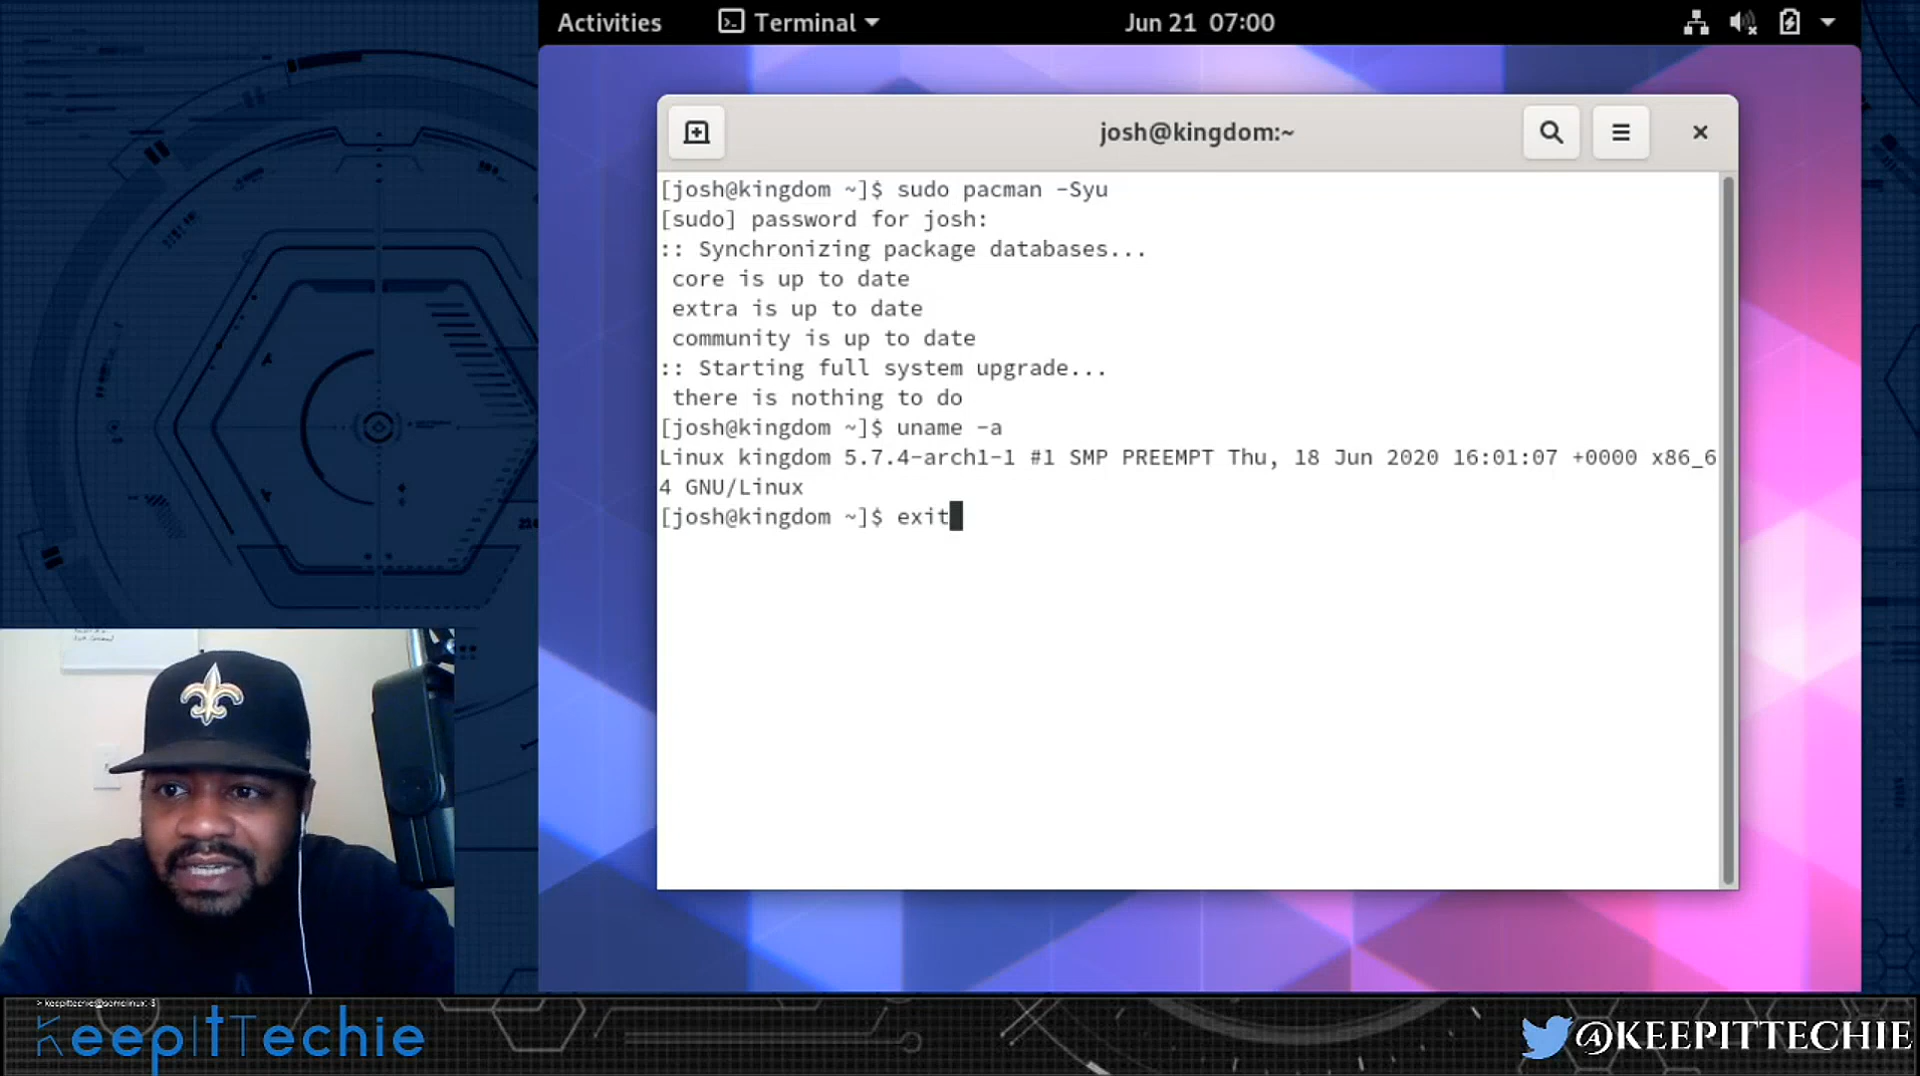 Activities
Terminal
Jun 21 07:00
josh@kingdom:~
[josh@kingdom ~]$ sudo pacman -Syu
[sudo] password for josh:
:: Synchronizing package databases...
core is up to date
extra is up to date
community is up to date
:: Starting full system upgrade...
there is nothing to do
[josh@kingdom ~]$ uname -a
Linux kingdom 5.7.4-arch1-1 #1 SMP PREEMPT Thu, 18 Jun 2020 16:01:07 +0000 x86_6
4 GNU/Linux
[josh@kingdom ~]$ exit
> keepittechie@somelinux:-$
KeepItTechie
@KEEPITTECHIE